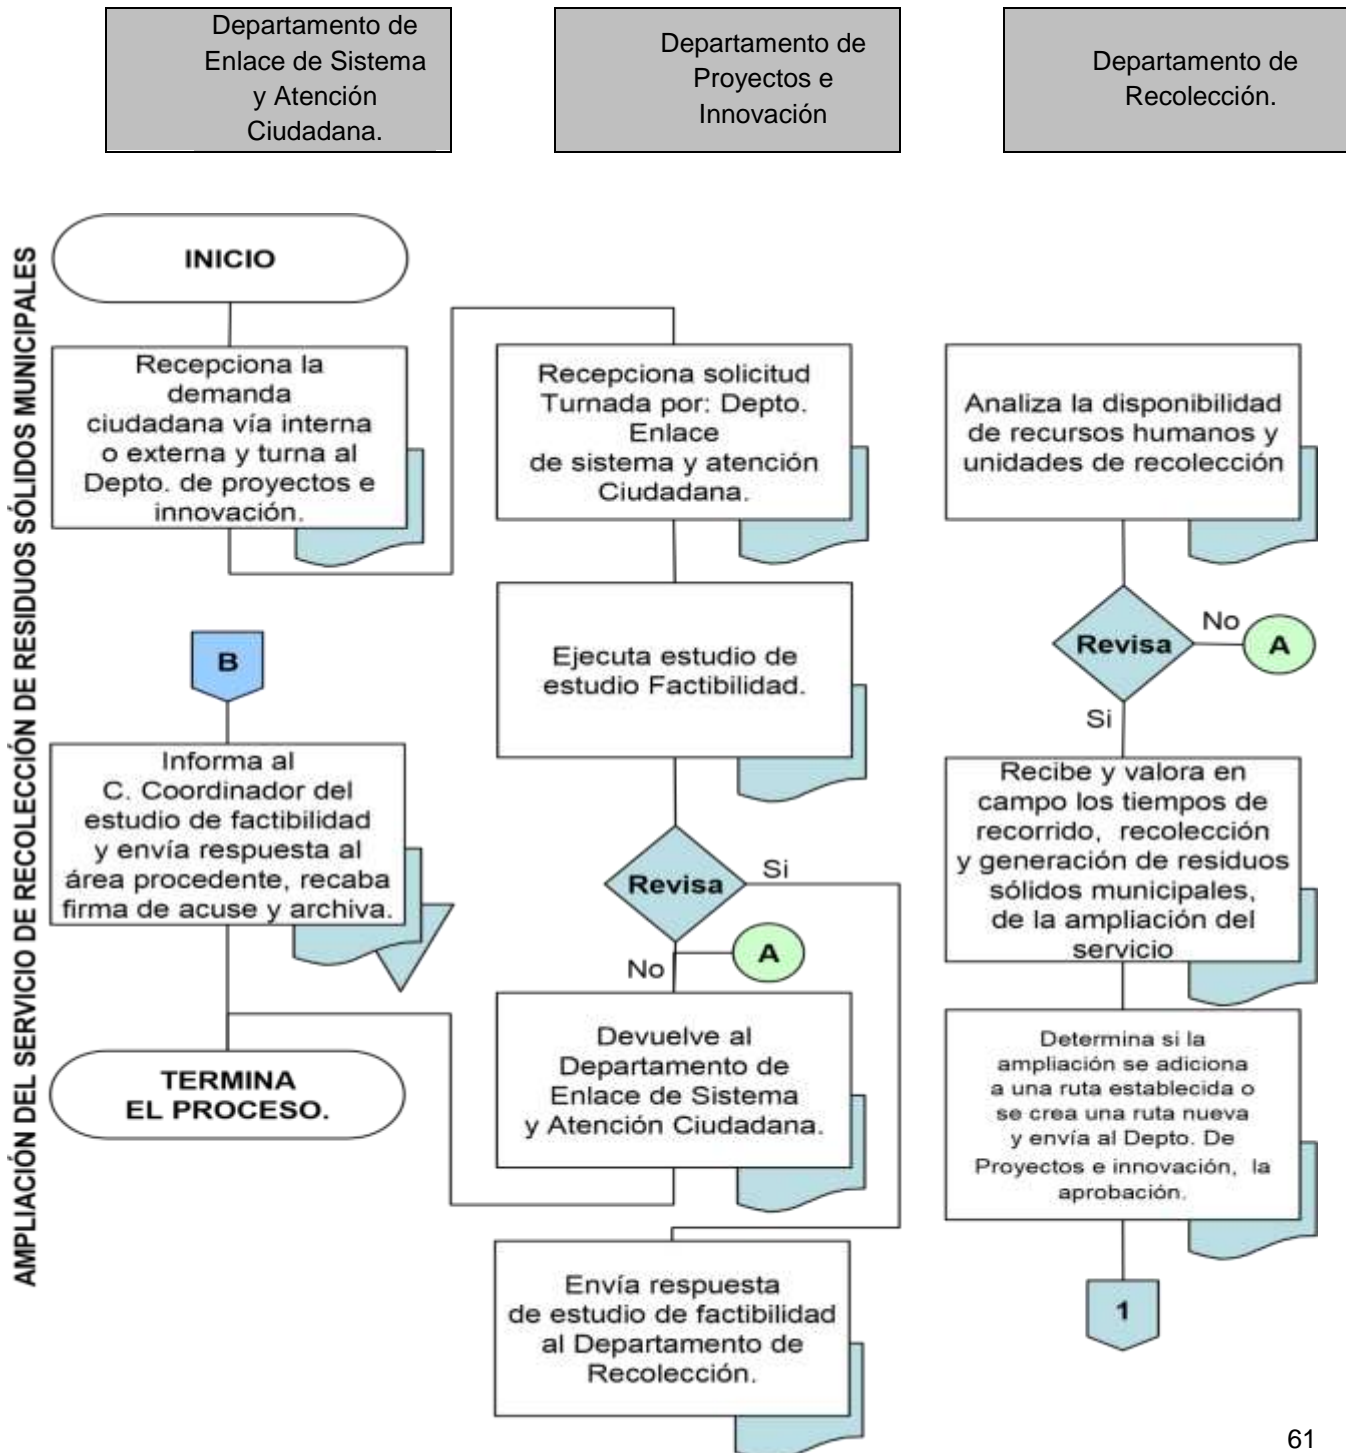 Departamento de
Enlace de Sistema
y Atención
Ciudadana.
Departamento de
Proyectos e
Innovación
Departamento de
Recolección.
AMPLIACIÓN DEL SERVICIO DE RECOLECCIÓN DE RESIDUOS SÓLIDOS MUNICIPALES
INICIO
Recepciona la
demanda
ciudadana vía interna
o externa y turna al
Depto. de proyectos e
innovación.
B
Informa al
C. Coordinador del
estudio de factibilidad
y envía respuesta al
área procedente, recaba
firma de acuse y archiva.
TERMINA
EL PROCESO.
Recepciona solicitud
Turnada por: Depto.
Enlace
de sistema y atención
Ciudadana.
Ejecuta estudio de
estudio Factibilidad.
Revisa
Si
A
No
Devuelve al
Departamento de
Enlace de Sistema
y Atención Ciudadana.
Envía respuesta
de estudio de factibilidad
al Departamento de
Recolección.
Analiza la disponibilidad
de recursos humanos y
unidades de recolección
Revisa
No
A
Si
Recibe y valora en
campo los tiempos de
recorrido, recolección
y generación de residuos
sólidos municipales,
de la ampliación del
servicio
Determina si la
ampliación se adiciona
a una ruta establecida o
se crea una ruta nueva
y envía al Depto. De
Proyectos e innovación, la
aprobación.
1
61